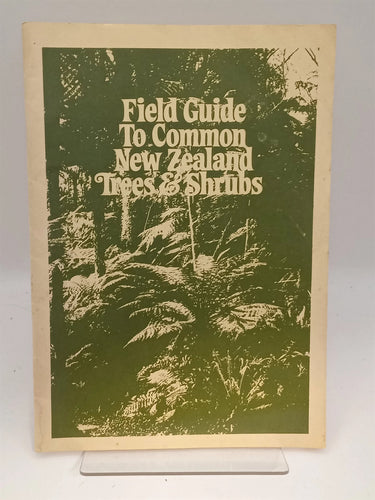 Field Guide
To Common
New Zealand
Trees & Shrubs